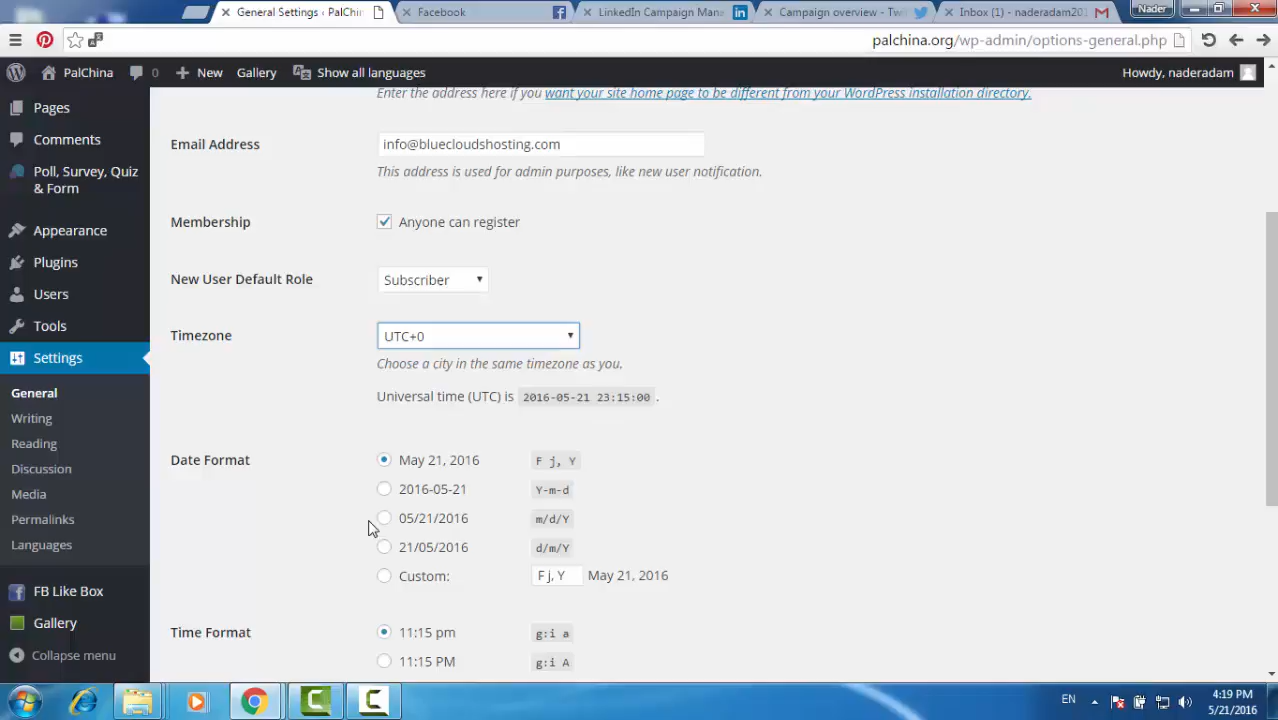 General Settings ‹ PalChin
Facebook
LinkedIn Campaign Mana
Campaign overview - Twi
Inbox (1) - naderadam201
Nader
palchina.org/wp-admin/options-general.php
PalChina
0
New
Gallery
Show all languages
Howdy, naderadam
Pages
Comments
Poll, Survey, Quiz
& Form
Appearance
Plugins
Users
Tools
Settings
General
Writing
Reading
Discussion
Media
Permalinks
Languages
FB Like Box
Gallery
Collapse menu
Enter the address here if you want your site home page to be different from your WordPress installation directory.
Email Address
info@bluecloudshosting.com
This address is used for admin purposes, like new user notification.
Membership
Anyone can register
New User Default Role
Subscriber
Timezone
UTC+0
Choose a city in the same timezone as you.
Universal time (UTC) is 2016-05-21 23:15:00 .
Date Format
May 21, 2016 F j, Y
2016-05-21 Y-m-d
05/21/2016 m/d/Y
21/05/2016 d/m/Y
Custom: F j, Y May 21, 2016
Time Format
11:15 pm g:i a
11:15 PM g:i A
EN
4:19 PM
5/21/2016